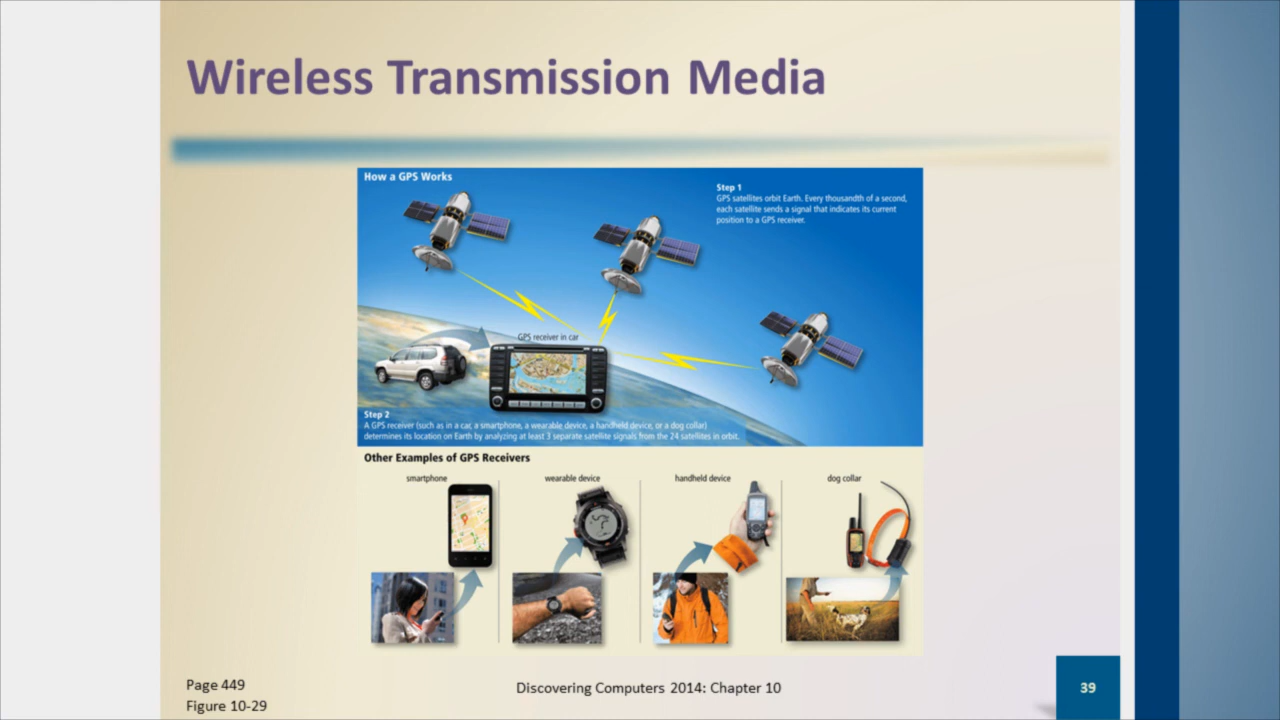 Wireless Transmission Media
How a GPS Works
Step 1
GPS satellites orbit Earth. Every thousandth of a second,
each satellite sends a signal that indicates its current
position to a GPS receiver.
GPS receiver in car
Step 2
A GPS receiver (such as in a car, a smartphone, a wearable device, a handheld device, or a dog collar)
determines its location on Earth by analyzing at least 3 separate satellite signals from the 24 satellites in orbit.
Other Examples of GPS Receivers
smartphone
wearable device
handheld device
dog collar
Page 449
Figure 10-29
Discovering Computers 2014: Chapter 10
39